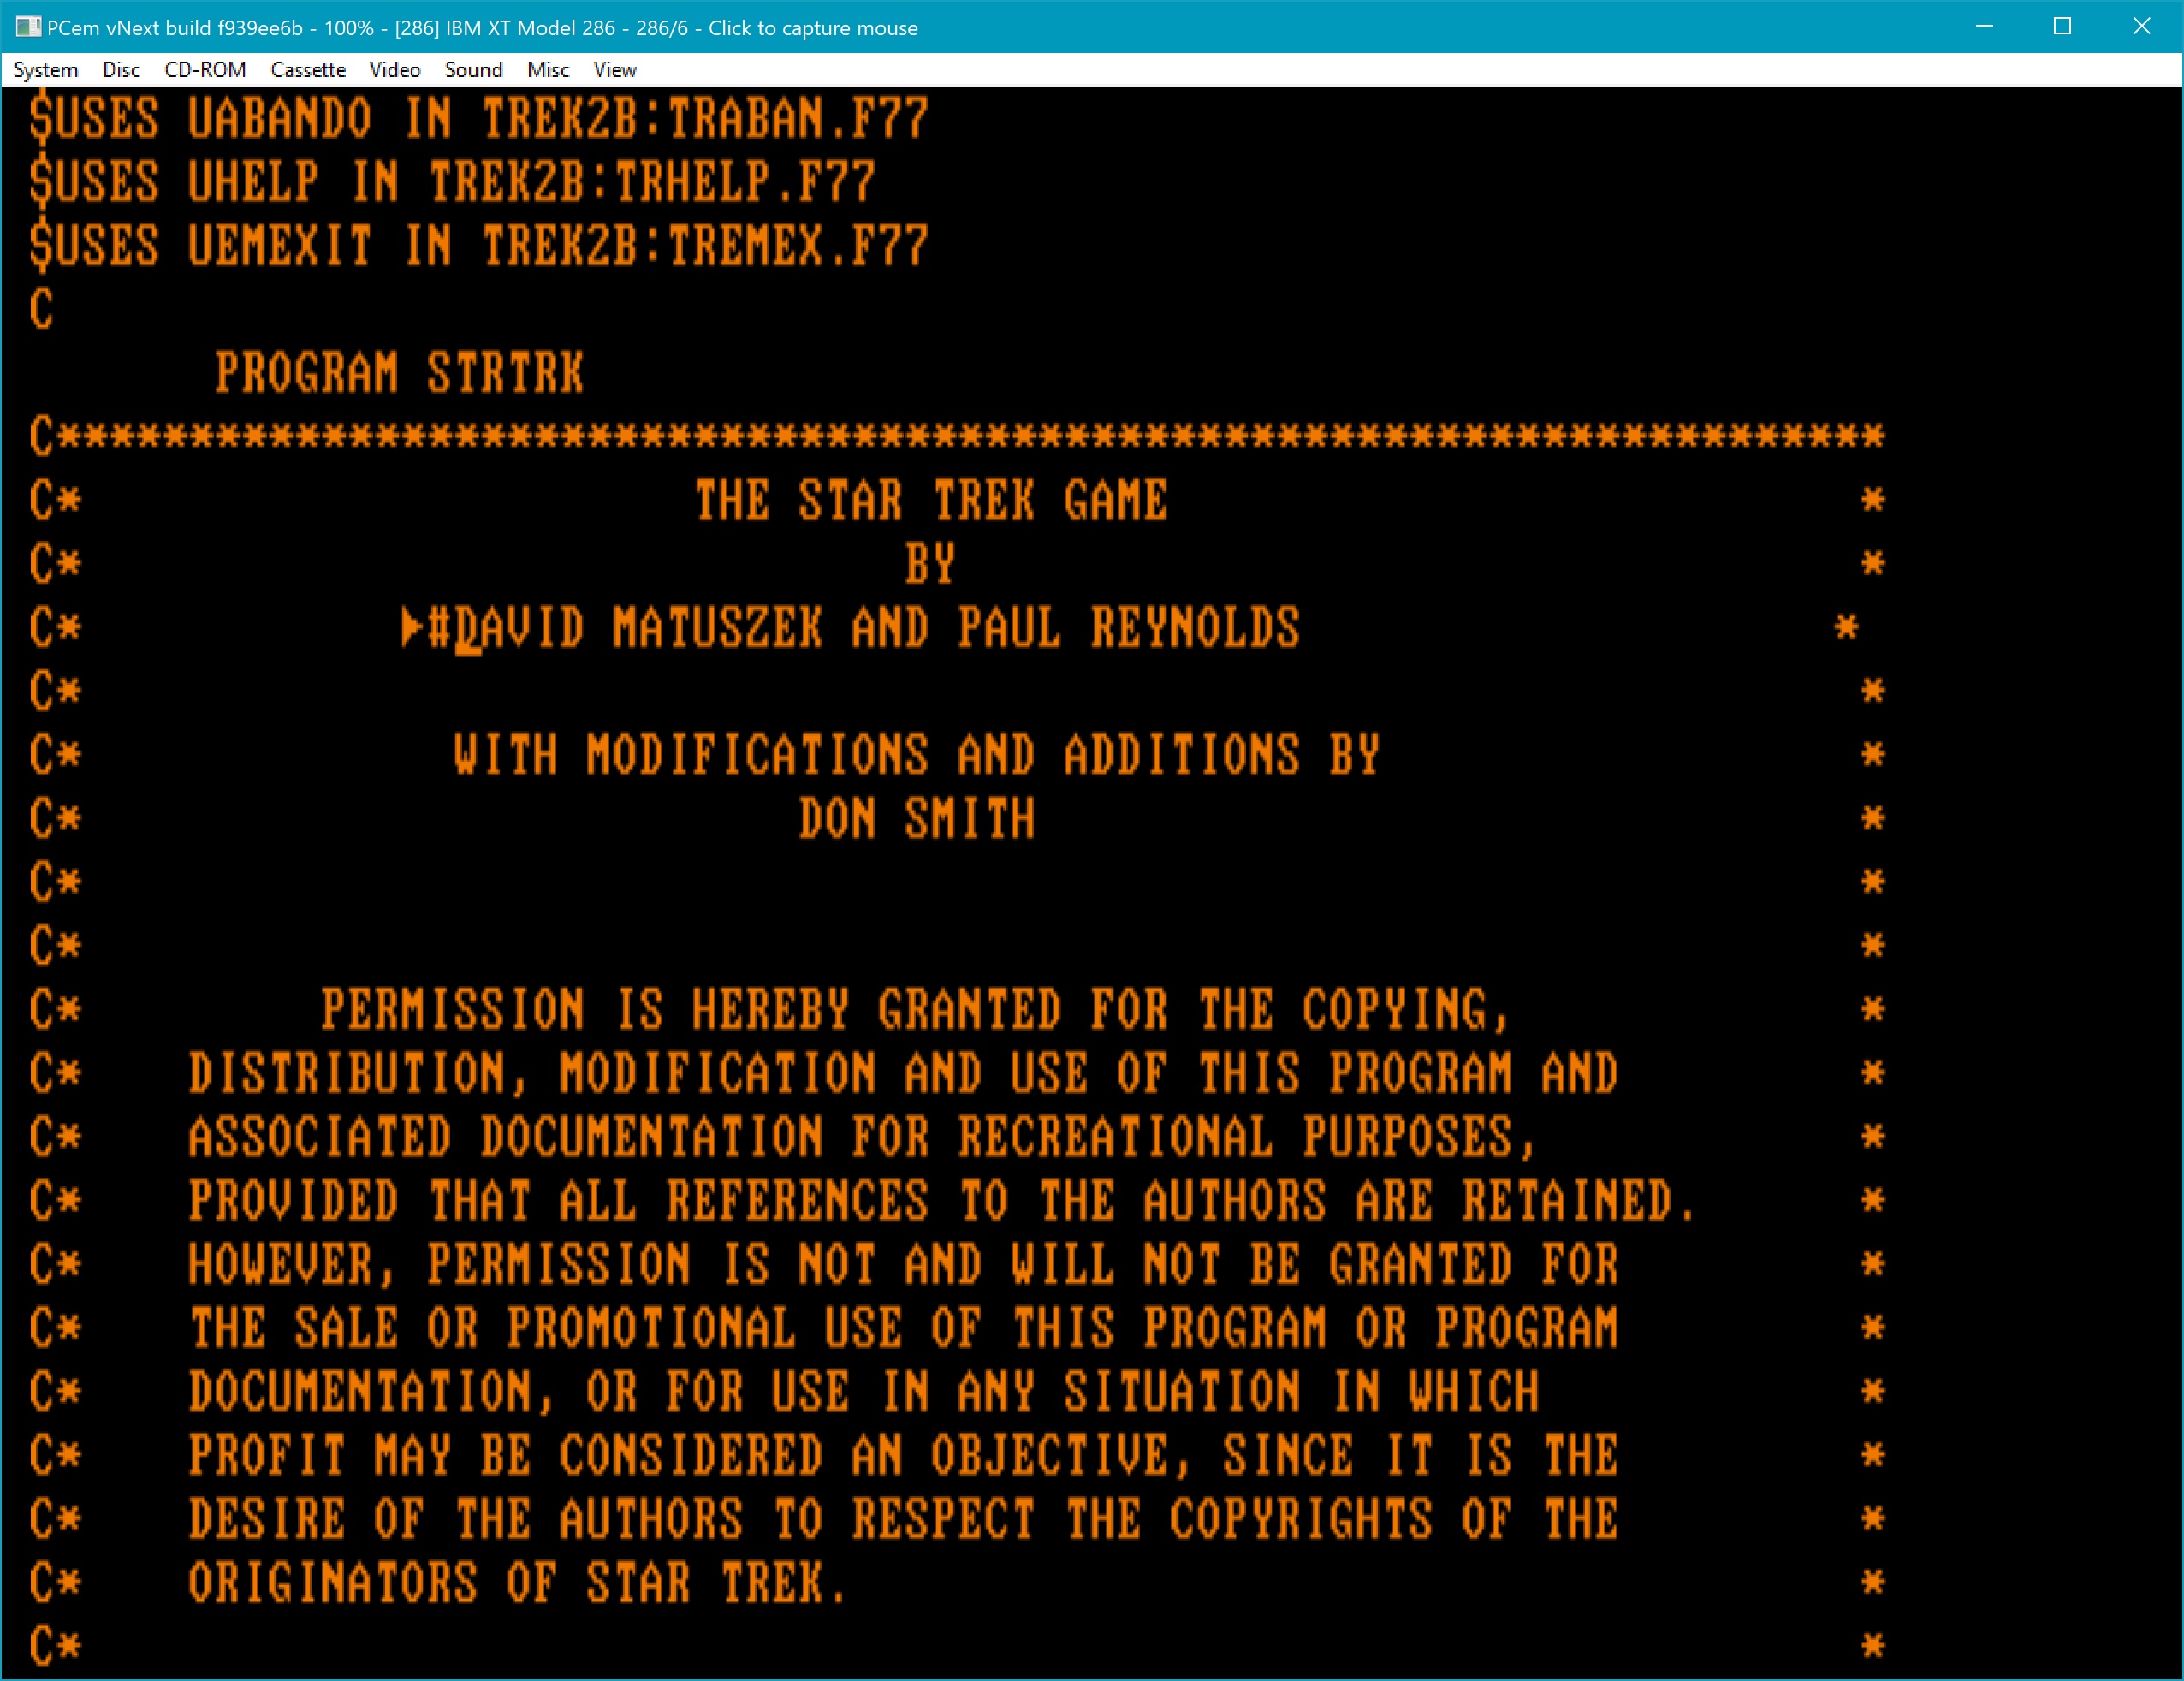 PCem vNext build f939ee6b - 100% - [286] IBM XT Model 286 - 286/6 - Click to capture mouse
System Disc CD-ROM Cassette Video Sound Misc View
$USES UABANDO IN TREK2B:TRABAN.F77
$USES UHELP IN TREK2B:TRHELP.F77
$USES UEMEXIT IN TREK2B:TREMEX.F77
C
       PROGRAM STRTRK
C*********************************************************************
C*                       THE STAR TREK GAME                          *
C*                               BY                                  *
C*            ►#DAVID MATUSZEK AND PAUL REYNOLDS                    *
C*                                                                   *
C*              WITH MODIFICATIONS AND ADDITIONS BY                  *
C*                           DON SMITH                               *
C*                                                                   *
C*                                                                   *
C*         PERMISSION IS HEREBY GRANTED FOR THE COPYING,             *
C*    DISTRIBUTION, MODIFICATION AND USE OF THIS PROGRAM AND         *
C*    ASSOCIATED DOCUMENTATION FOR RECREATIONAL PURPOSES,            *
C*    PROVIDED THAT ALL REFERENCES TO THE AUTHORS ARE RETAINED.      *
C*    HOWEVER, PERMISSION IS NOT AND WILL NOT BE GRANTED FOR         *
C*    THE SALE OR PROMOTIONAL USE OF THIS PROGRAM OR PROGRAM         *
C*    DOCUMENTATION, OR FOR USE IN ANY SITUATION IN WHICH            *
C*    PROFIT MAY BE CONSIDERED AN OBJECTIVE, SINCE IT IS THE         *
C*    DESIRE OF THE AUTHORS TO RESPECT THE COPYRIGHTS OF THE         *
C*    ORIGINATORS OF STAR TREK.                                      *
C*                                                                   *